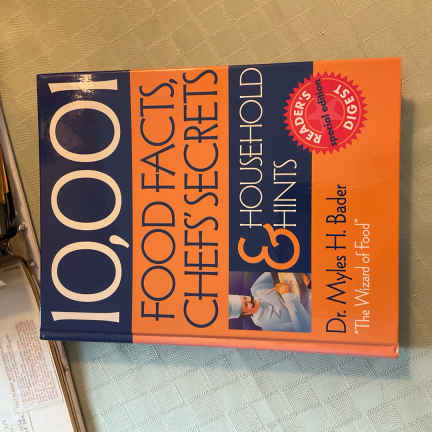 10,001
FOOD FACTS,
CHEFS' SECRETS
& HOUSEHOLD
HINTS
READER'S
special edition
DIGEST
Dr. Myles H. Bader
"The Wizard of Food"